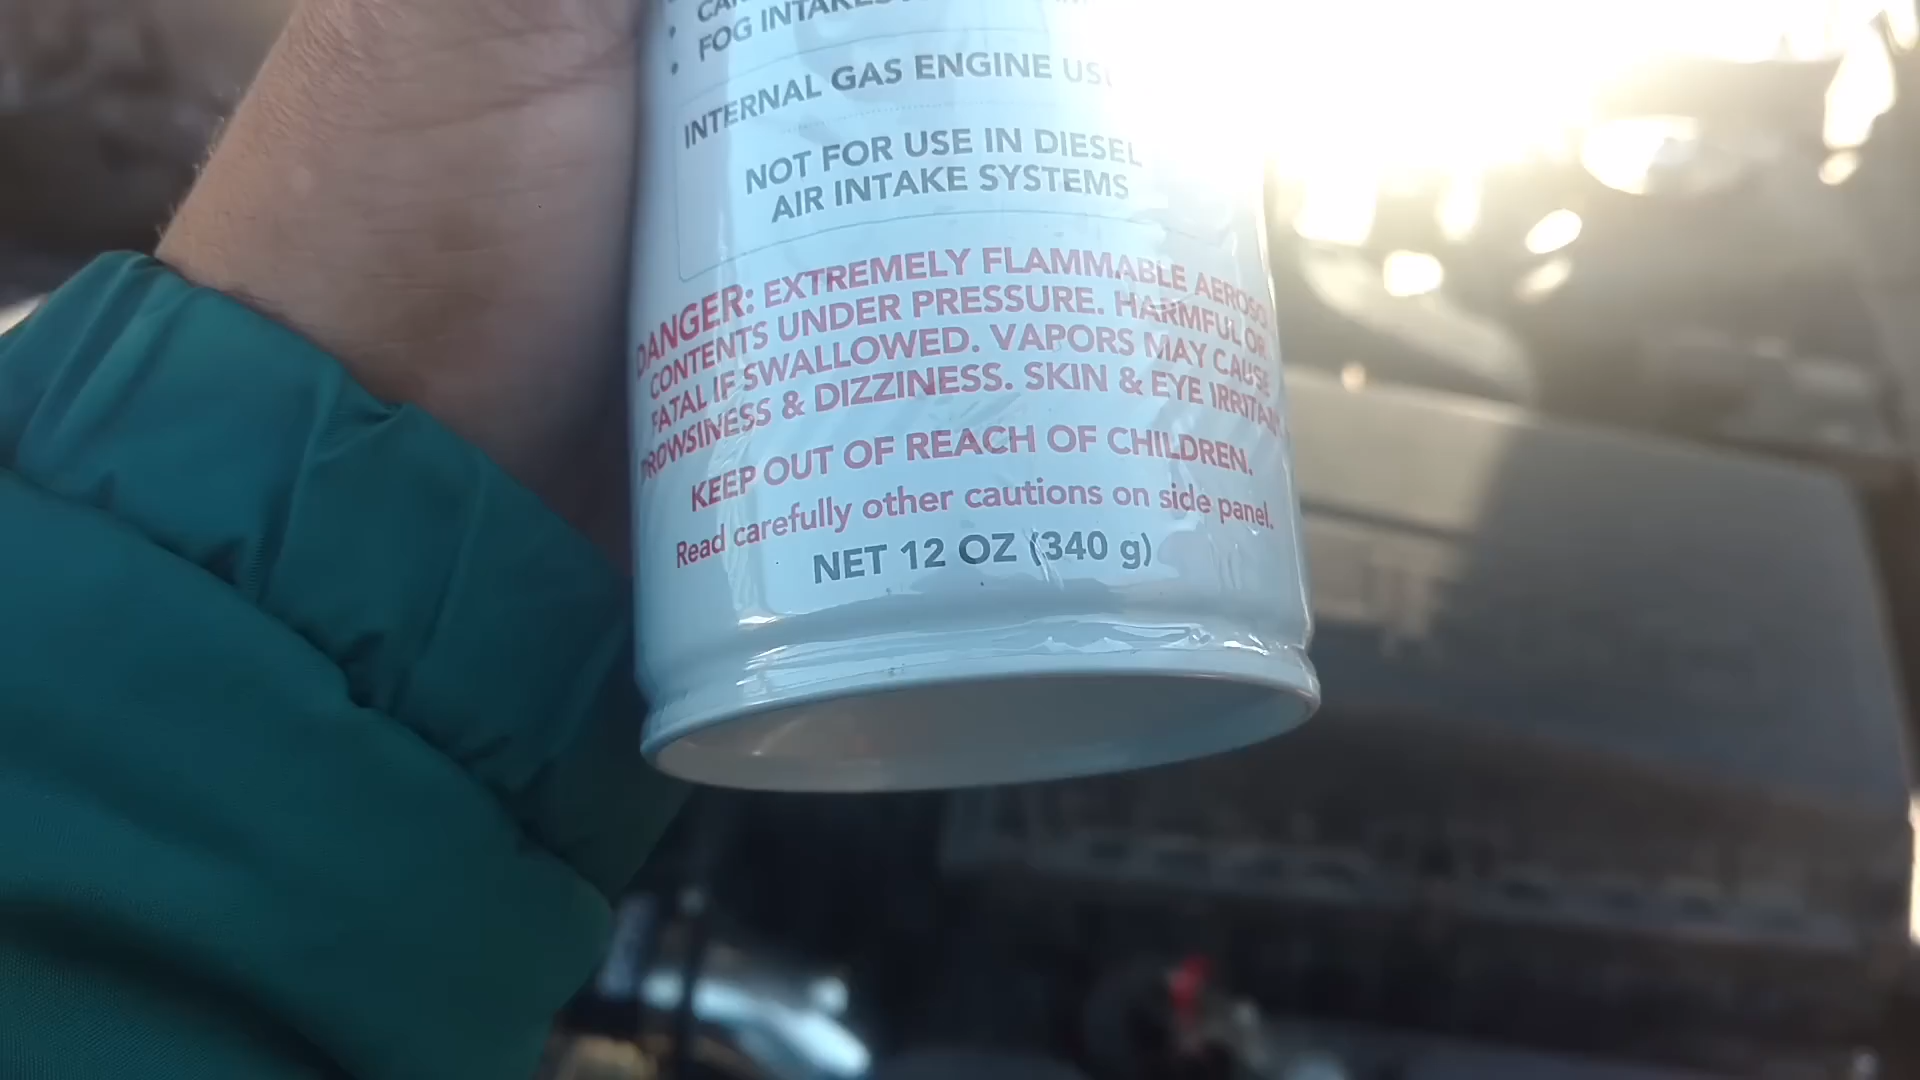 FOG INTAKES
INTERNAL GAS ENGINE
NOT FOR USE IN DIESEL
AIR INTAKE SYSTEMS
DANGER: EXTREMELY FLAMMABLE
CONTENTS UNDER PRESSURE. HARMFUL OR
FATAL IF SWALLOWED. VAPORS MAY CAUSE
& DIZZINESS. SKIN & EYE
KEEP OUT OF REACH OF CHILDREN.
Read carefully other cautions on side panel.
NET 12 OZ (340 g)